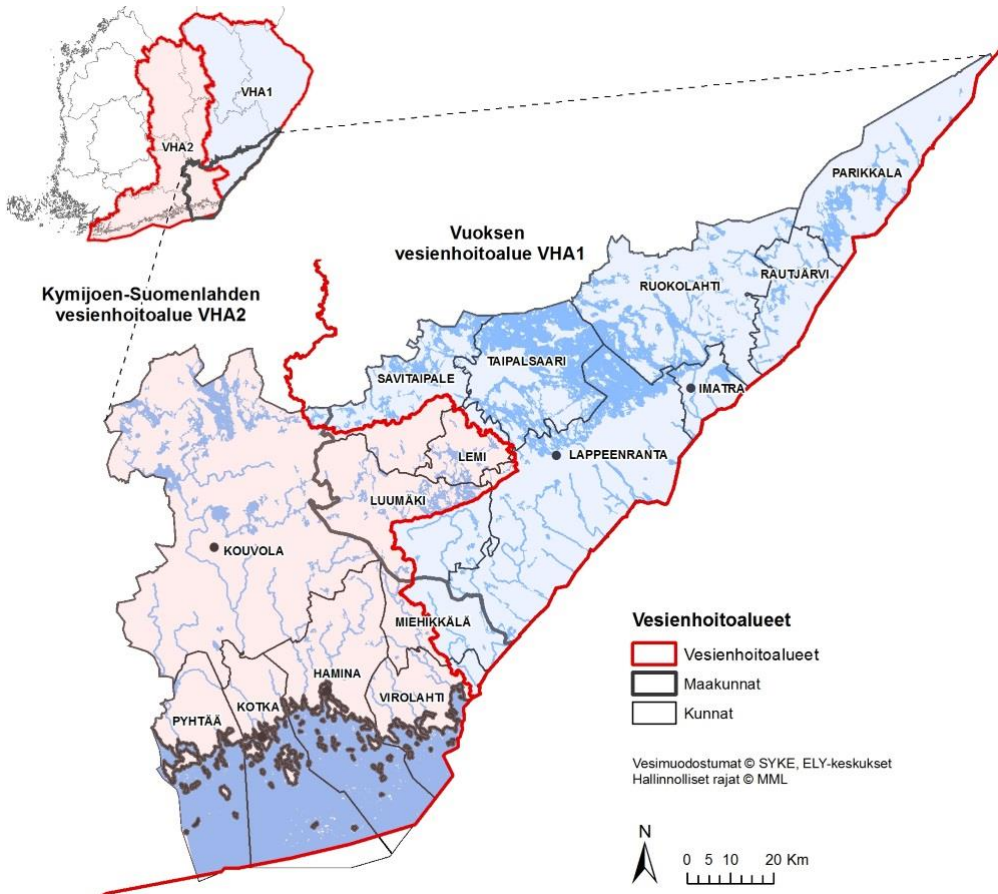 VHA1
VHA2
Vuoksen
vesienhoitoalue VHA1
Kymijoen-Suomenlahden
vesienhoitoalue VHA2
PARIKKALA
RAUTJÄRVI
RUOKOLAHTI
TAIPALSAARI
SAVITAIPALE
IMATRA
LEMI
LAPPEENRANTA
LUUMÄKI
KOUVOLA
MIEHIKKÄLÄ
HAMINA
VIROLAHTI
KOTKA
PYHTÄÄ
Vesienhoitoalueet
Vesienhoitoalueet
Maakunnat
Kunnat
Vesimuodostumat © SYKE, ELY-keskukset
Hallinnolliset rajat © MML
N
0 5 10 20 Km